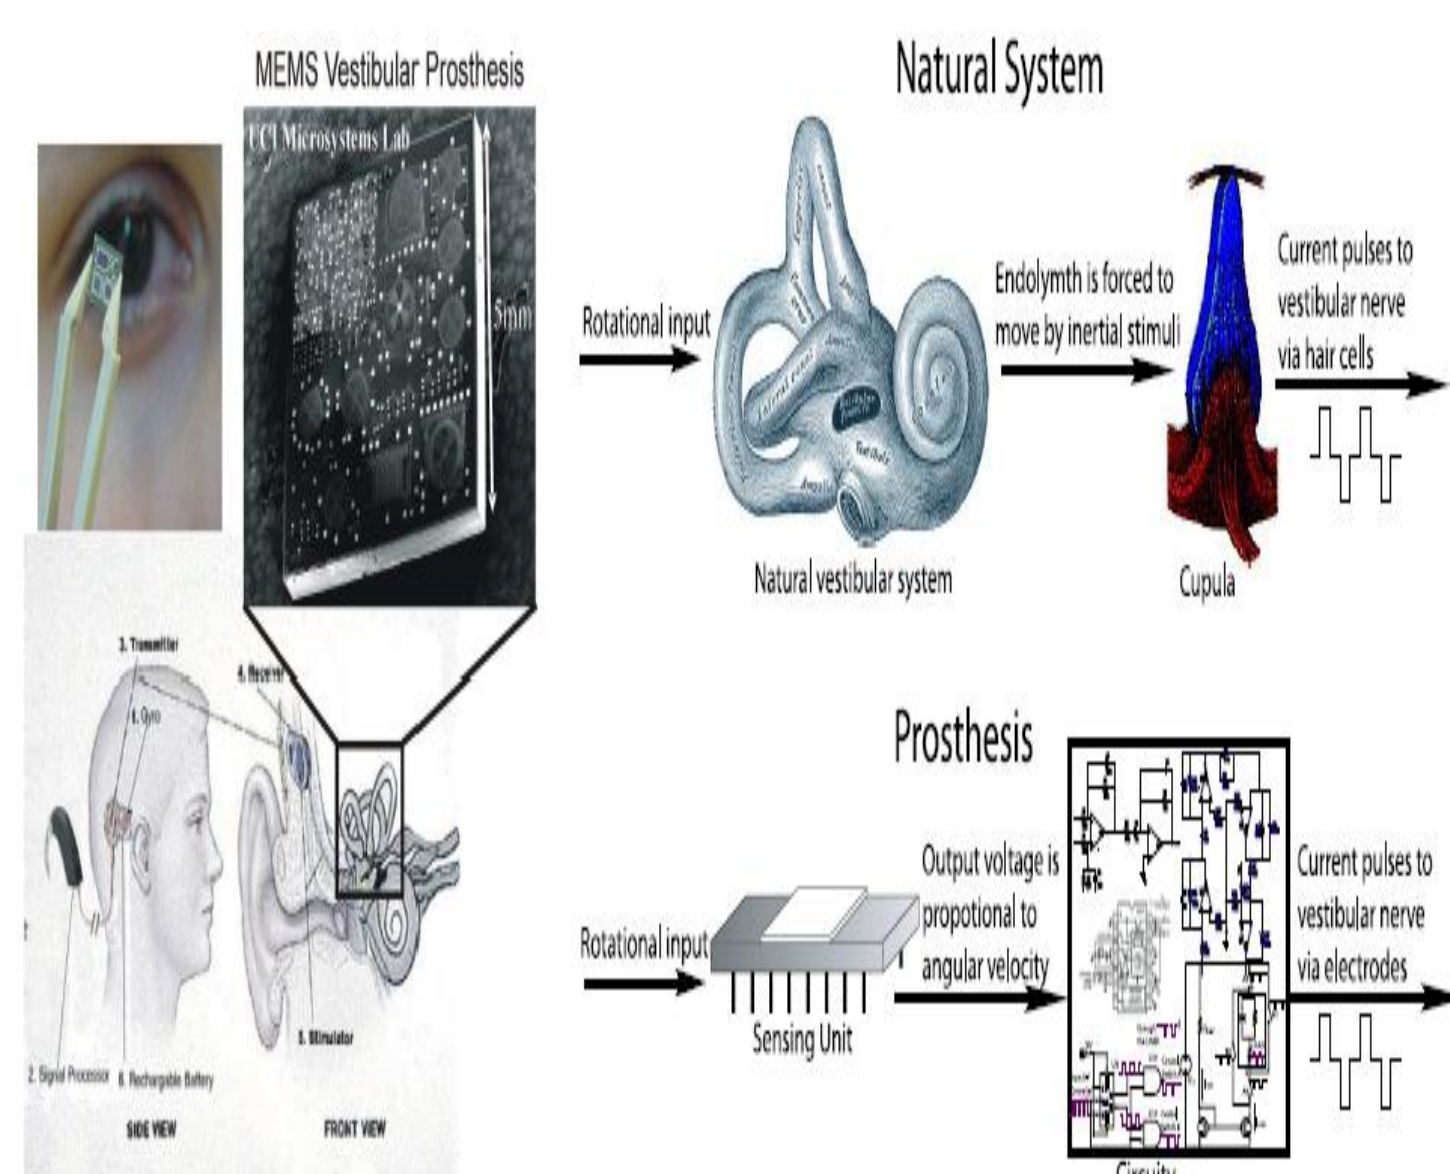 MEMS Vestibular Prosthesis
UCI Microsystems Lab
5mm
3. Transmitter
4. Receiver
1. Gyro
5. Stimulator
2. Signal Processor
6. Rechargable Battery
SIDE VIEW
FRONT VIEW
Natural System
Rotational input
Endolymth is forced to
move by inertial stimuli
Current pulses to
vestibular nerve
via hair cells
Lateral canal
Vestibule
Natural vestibular system
Cupula
Prosthesis
Rotational input
Output voltage is
propotional to
angular velocity
Current pulses to
vestibular nerve
via electrodes
Sensing Unit